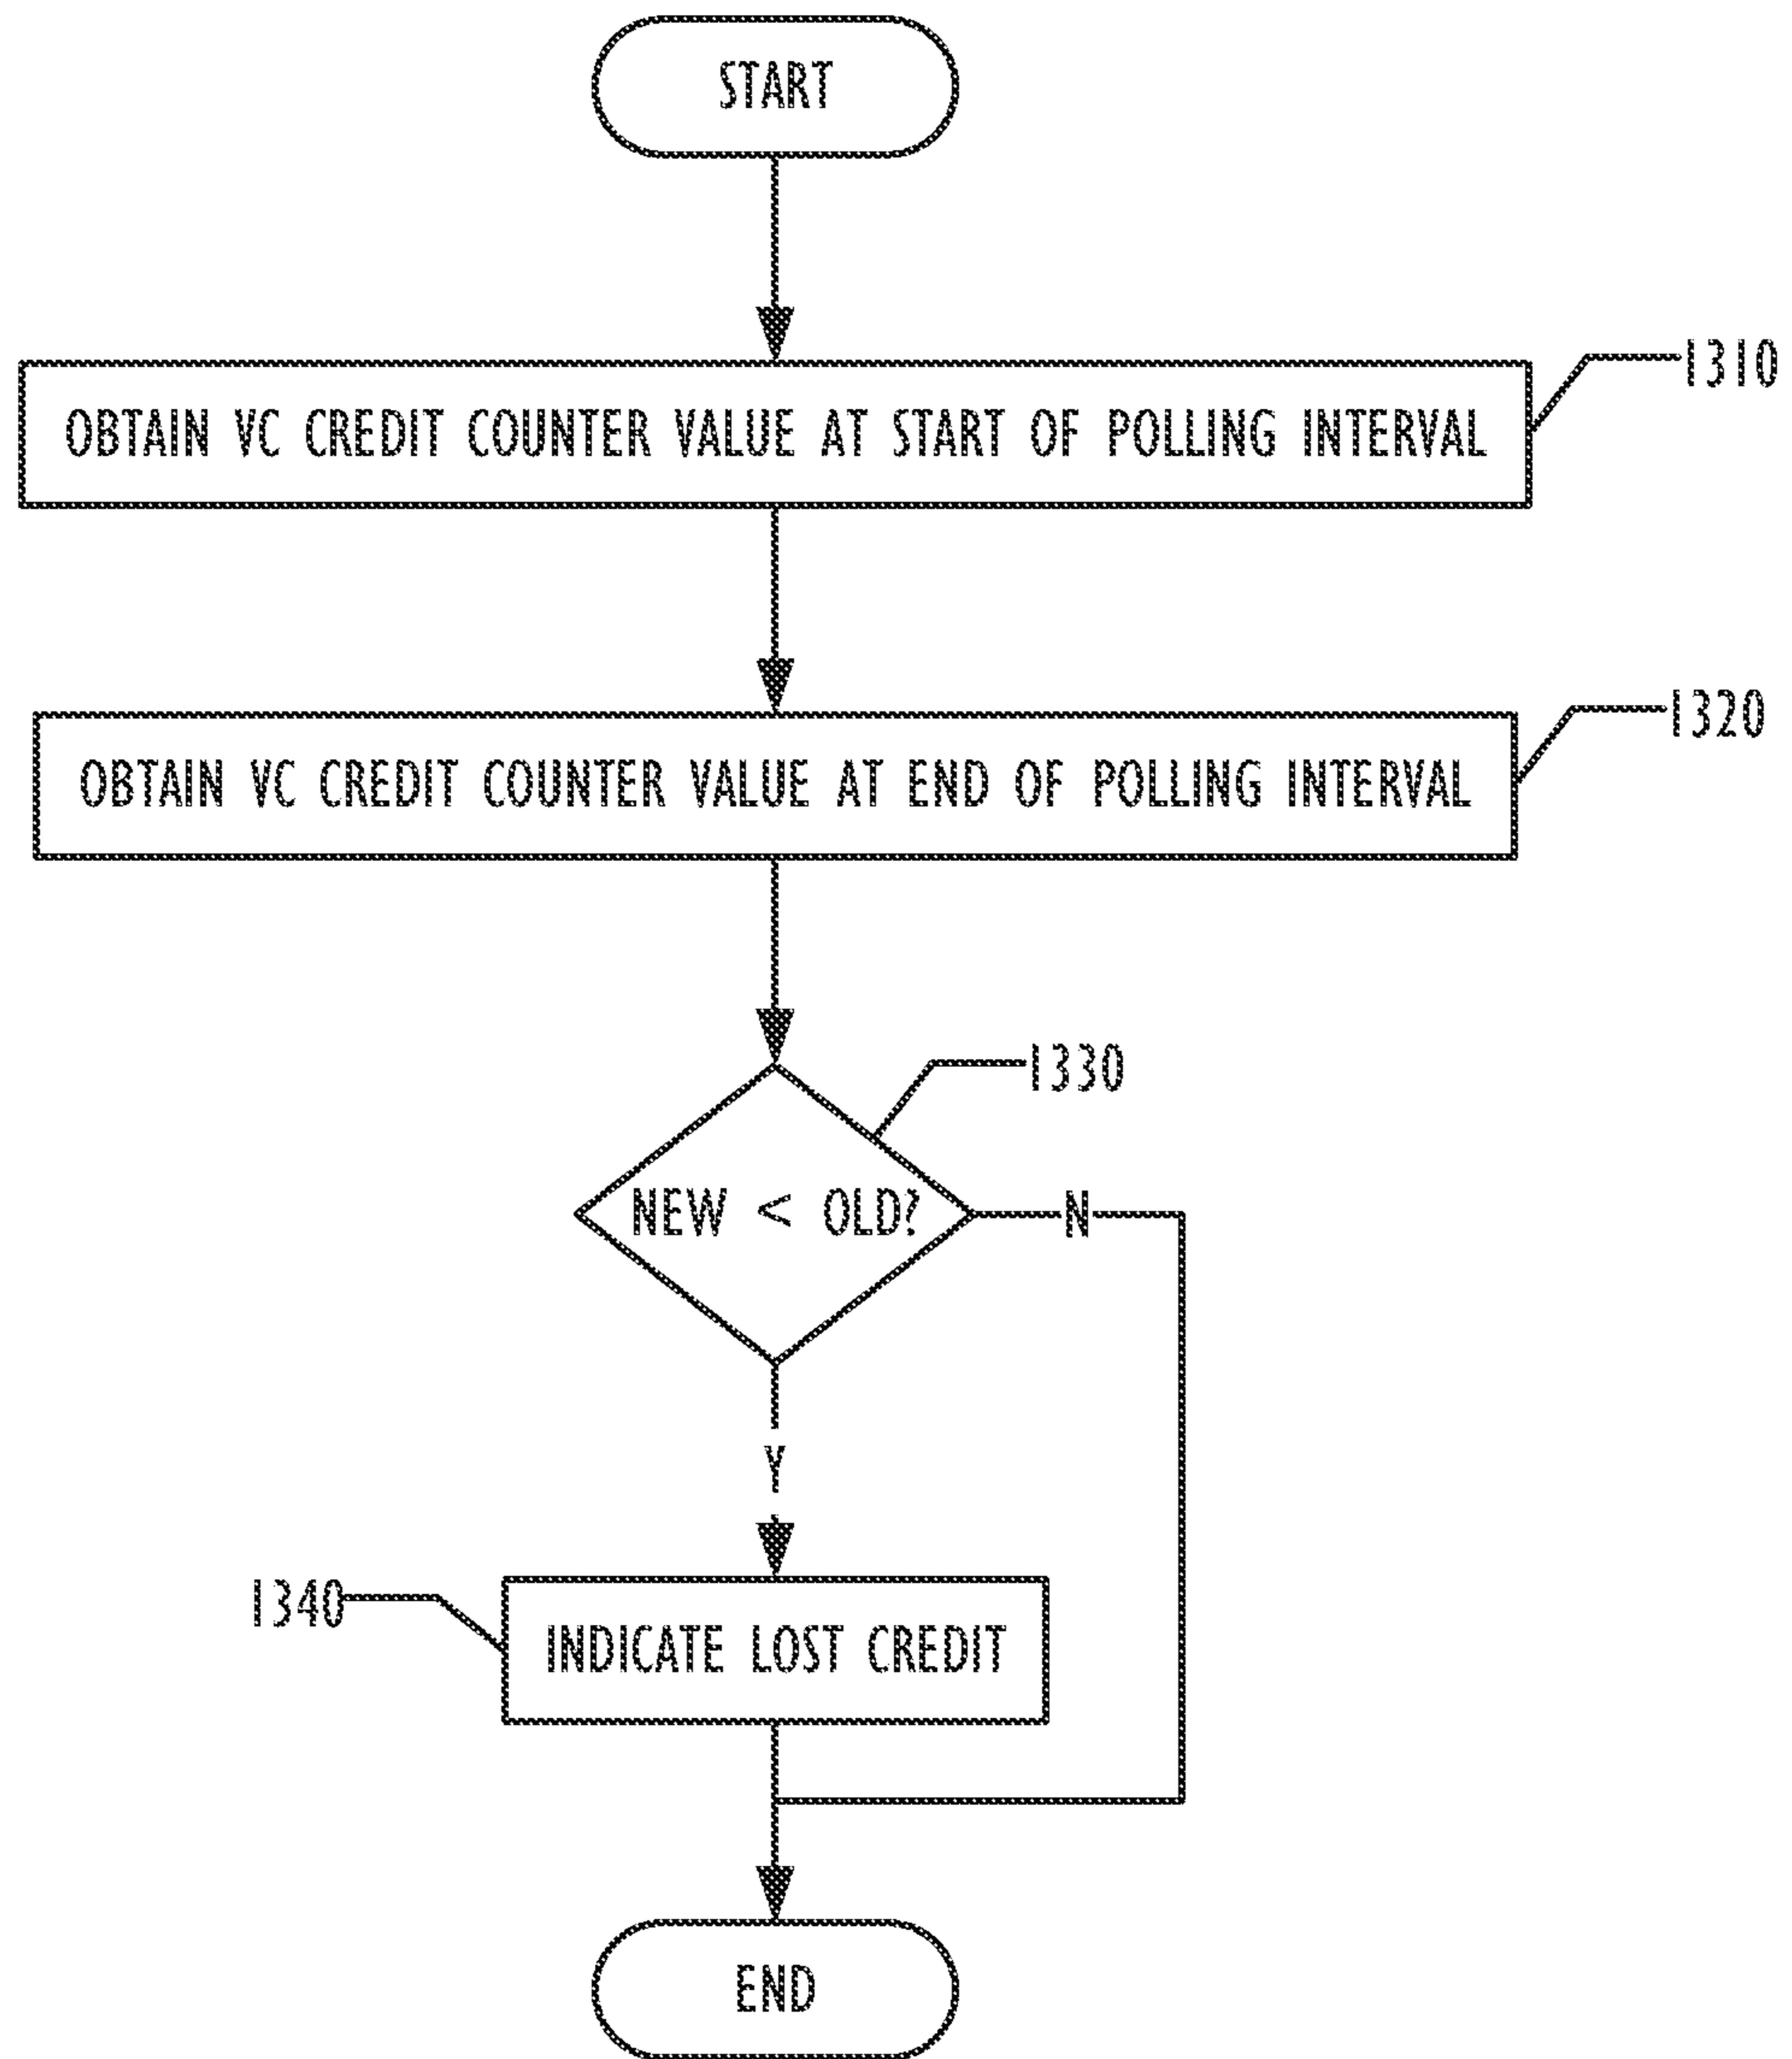 START
1310
OBTAIN VC CREDIT COUNTER VALUE AT START OF POLLING INTERVAL
1320
OBTAIN VC CREDIT COUNTER VALUE AT END OF POLLING INTERVAL
1330
NEW < OLD?
N
Y
1340
INDICATE LOST CREDIT
END